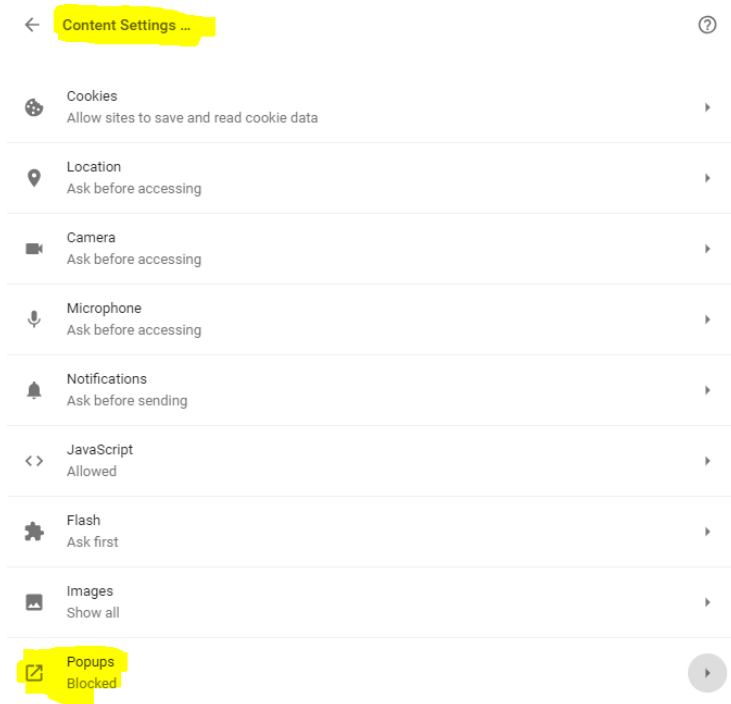 Content Settings ...
Cookies
Allow sites to save and read cookie data
Location
Ask before accessing
Camera
Ask before accessing
Microphone
Ask before accessing
Notifications
Ask before sending
JavaScript
Allowed
Flash
Ask first
Images
Show all
Popups
Blocked